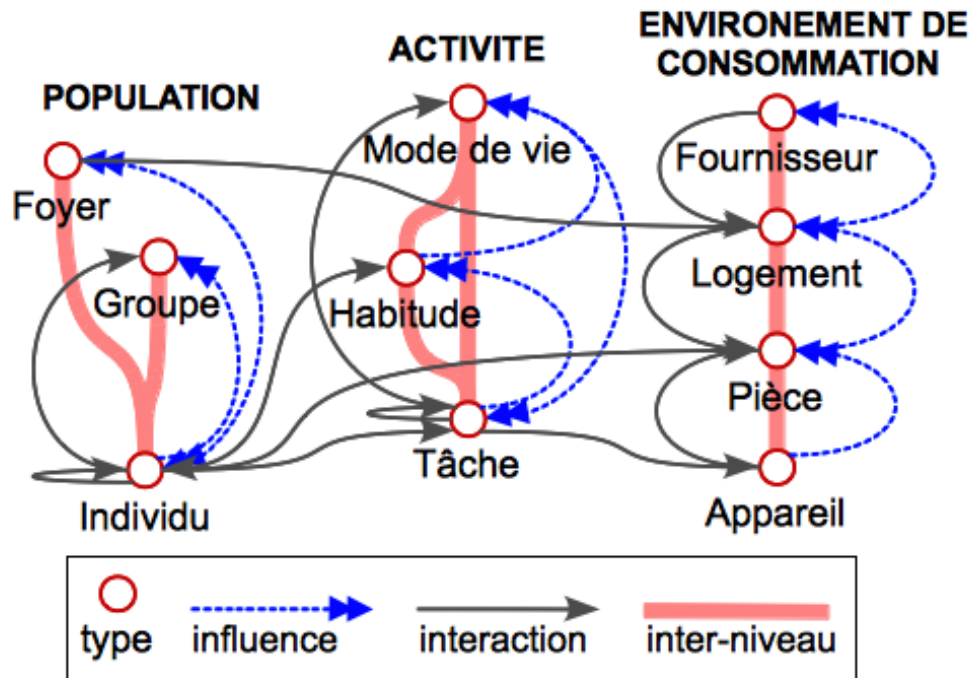 POPULATION
Foyer
Groupe
Individu
ACTIVITE
Mode de vie
Habitude
Tâche
ENVIRONEMENT DE
CONSOMMATION
Fournisseur
Logement
Pièce
Appareil
type
influence
interaction
inter-niveau